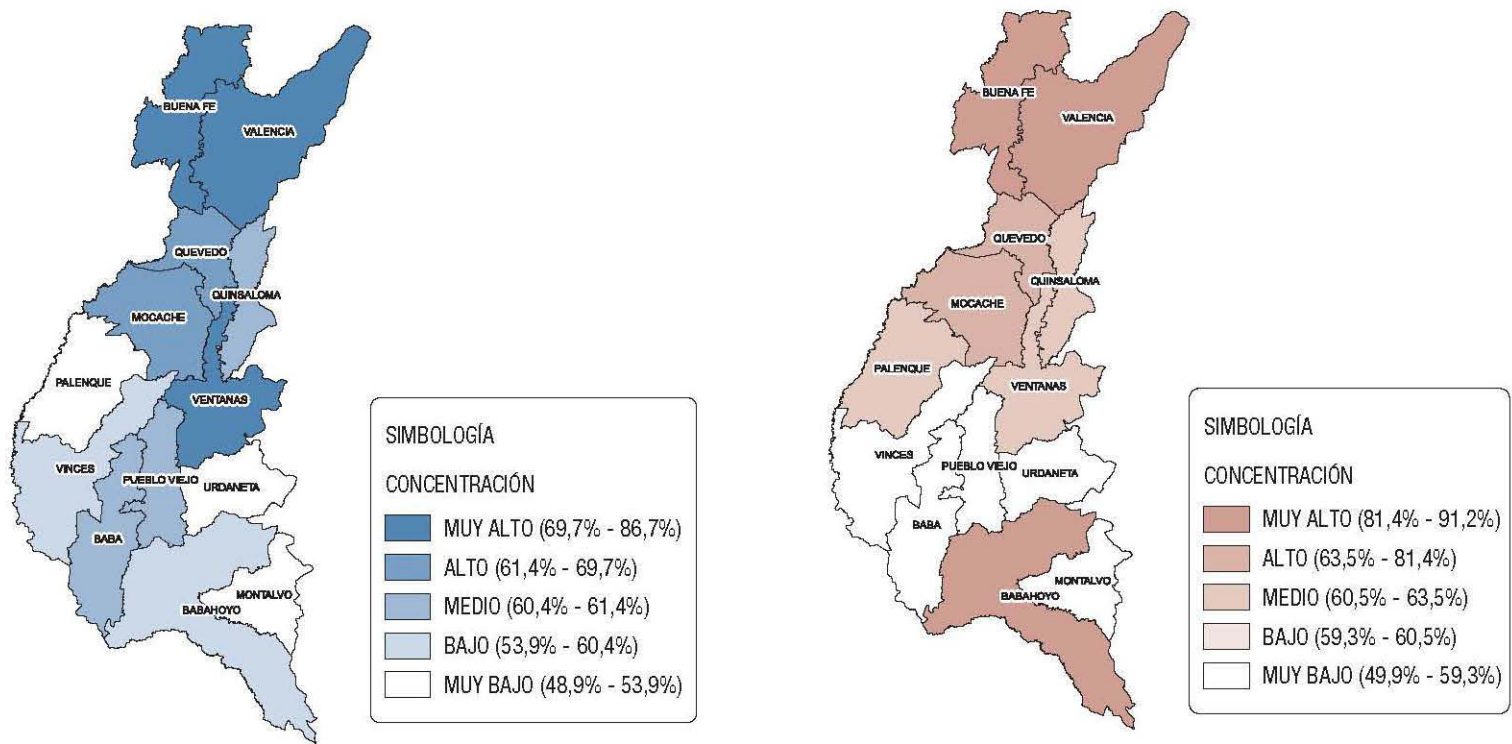 BUENA FE
VALENCIA
QUEVEDO
QUINSALOMA
MOCACHE
PALENQUE
VENTANAS
VINCES
PUEBLO VIEJO
URDANETA
BABA
MONTALVO
BABAHOYO
SIMBOLOGÍA
CONCENTRACIÓN
MUY ALTO (69,7% - 86,7%)
ALTO (61,4% - 69,7%)
MEDIO (60,4% - 61,4%)
BAJO (53,9% - 60,4%)
MUY BAJO (48,9% - 53,9%)
BUENA FE
VALENCIA
QUEVEDO
QUINSALOMA
MOCACHE
PALENQUE
VENTANAS
VINCES
PUEBLO VIEJO
URDANETA
BABA
MONTALVO
BABAHOYO
SIMBOLOGÍA
CONCENTRACIÓN
MUY ALTO (81,4% - 91,2%)
ALTO (63,5% - 81,4%)
MEDIO (60,5% - 63,5%)
BAJO (59,3% - 60,5%)
MUY BAJO (49,9% - 59,3%)